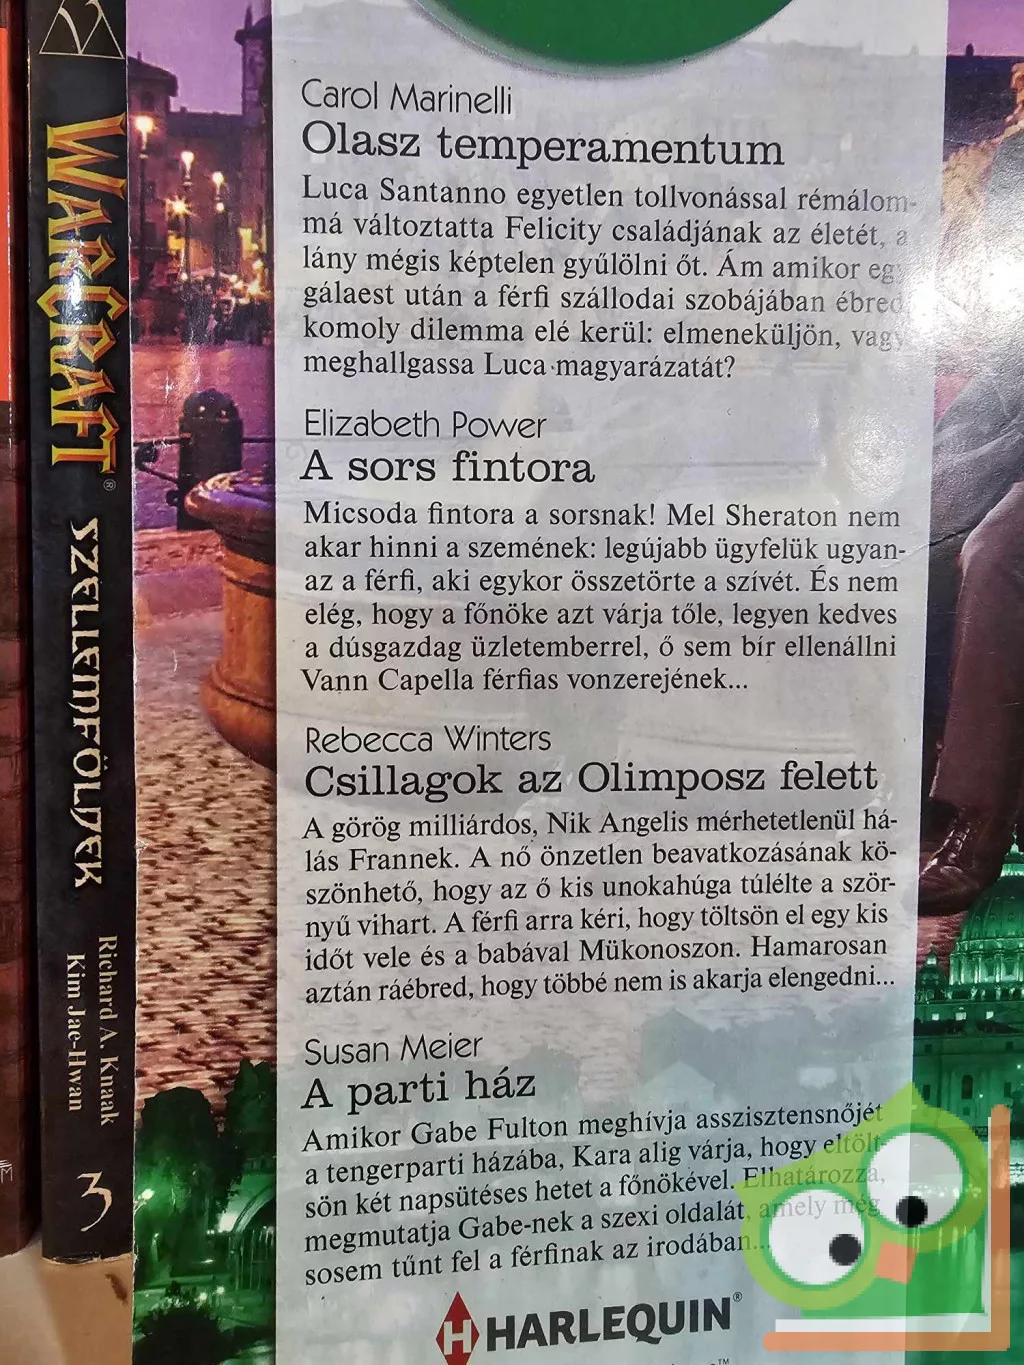 WARCRAFT®
SZELLEMFÖLDEK
Richard A. Knaak
Kim Jae-Hwan
3
Carol Marinelli
Olasz temperamentum
Luca Santanno egyetlen tollvonással rémálom-
má változtatta Felicity családjának az életét, a
lány mégis képtelen gyűlölni őt. Ám amikor egy
gálaest után a férfi szállodai szobájában ébred,
komoly dilemma elé kerül: elmeneküljön, vagy
meghallgassa Luca magyarázatát?
Elizabeth Power
A sors fintora
Micsoda fintora a sorsnak! Mel Sheraton nem
akar hinni a szemének: legújabb ügyfelük ugyan-
az a férfi, aki egykor összetörte a szívét. És nem
elég, hogy a főnöke azt várja tőle, legyen kedves
a dúsgazdag üzletemberrel, ő sem bír ellenállni
Vann Capella férfias vonzerejének...
Rebecca Winters
Csillagok az Olimposz felett
A görög milliárdos, Nik Angelis mérhetetlenül há-
lás Frannek. A nő önzetlen beavatkozásának kö-
szönhető, hogy az ő kis unokahúga túlélte a ször-
nyű vihart. A férfi arra kéri, hogy töltsön el egy kis
időt vele és a babával Mükonoszon. Hamarosan
aztán ráébred, hogy többé nem is akarja elengedni...
Susan Meier
A parti ház
Amikor Gabe Fulton meghívja asszisztensnőjét
a tengerparti házába, Kara alig várja, hogy eltölt-
sön két napsütéses hetet a főnökével. Elhatározza,
megmutatja Gabe-nek a szexi oldalát, amely még
sosem tűnt fel a férfinak az irodában...
H HARLEQUIN®
™